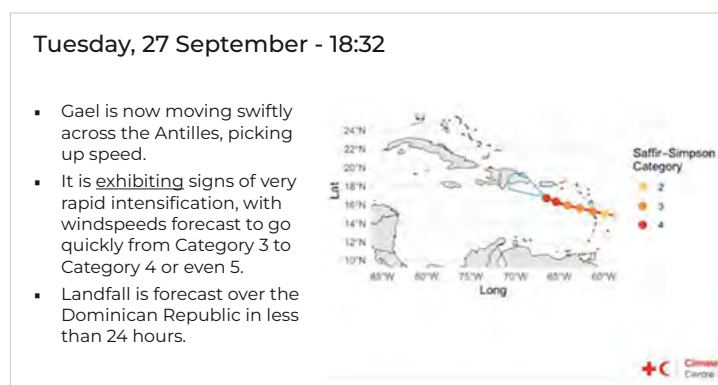 Tuesday, 27 September - 18:32
▪ Gael is now moving swiftly
across the Antilles, picking
up speed.
▪ It is exhibiting signs of very
rapid intensification, with
windspeeds forecast to go
quickly from Category 3 to
Category 4 or even 5.
▪ Landfall is forecast over the
Dominican Republic in less
than 24 hours.
24°N
22°N
20°N
18°N
16°N
14°N
12°N
10°N
Lat
85°W 80°W 75°W 70°W 65°W 60°W
Long
Saffir–Simpson
Category
2
3
4
Climate
Centre